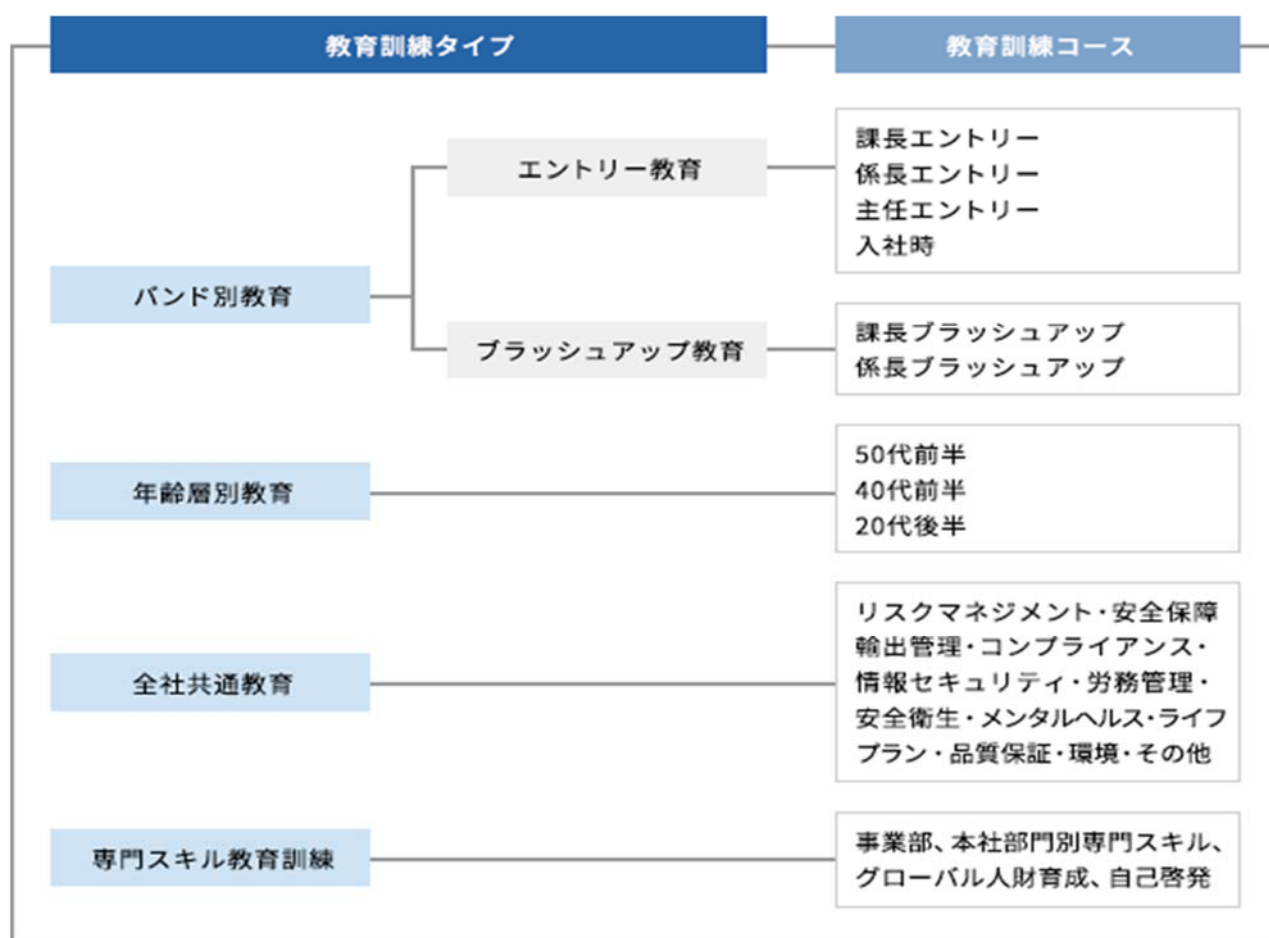 教育訓練タイプ
教育訓練コース
バンド別教育
エントリー教育
課長エントリー
係長エントリー
主任エントリー
入社時
ブラッシュアップ教育
課長ブラッシュアップ
係長ブラッシュアップ
年齢層別教育
50代前半
40代前半
20代後半
全社共通教育
リスクマネジメント・安全保障
輸出管理・コンプライアンス・
情報セキュリティ・労務管理・
安全衛生・メンタルヘルス・ライフ
プラン・品質保証・環境・その他
専門スキル教育訓練
事業部、本社部門別専門スキル、
グローバル人財育成、自己啓発